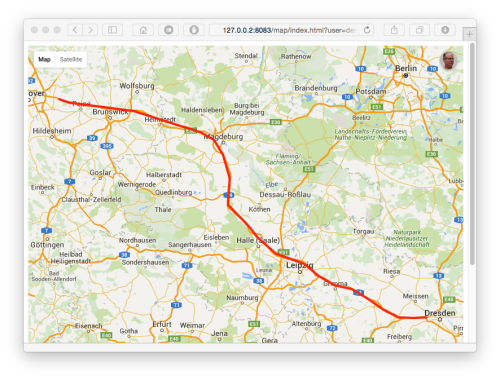 127.0.0.2:8083/map/index.html?user=de
Map Satellite
Stendal
Rathenow
Berlin
over
Wolfsburg
Brandenburg
Potsdam
Peine
Brunswick
Haldensleben
Burg bei
Magdeburg
Beelitz
Helmstedt
Hildesheim
Magdeburg
Landschafts-Förderverein
Nuthe-Nieplitz-Niederung
Goslar
Halberstadt
Fläming/
Sachsen-Anhalt
Einbeck
Wernigerode
Quedlinburg
Clausthal-Zellerfeld
Dessau-Roßlau
Thale
Köthen
Göttingen
Nordhausen
Eisleben
Sangerhausen
Halle (Saale)
Torgau
Naturpark
Niederlausitzer
Heidelandschaft
Heilbad
Heiligenstadt
Sondershausen
Leuna
Leipzig
Riesa
Bad
Sooden-Allendorf
Grimma
Naumburg
Meissen
Dresden
Eisenach
Gotha
Erfurt
Weimar
Jena
Gera
Altenburg
Freiberg